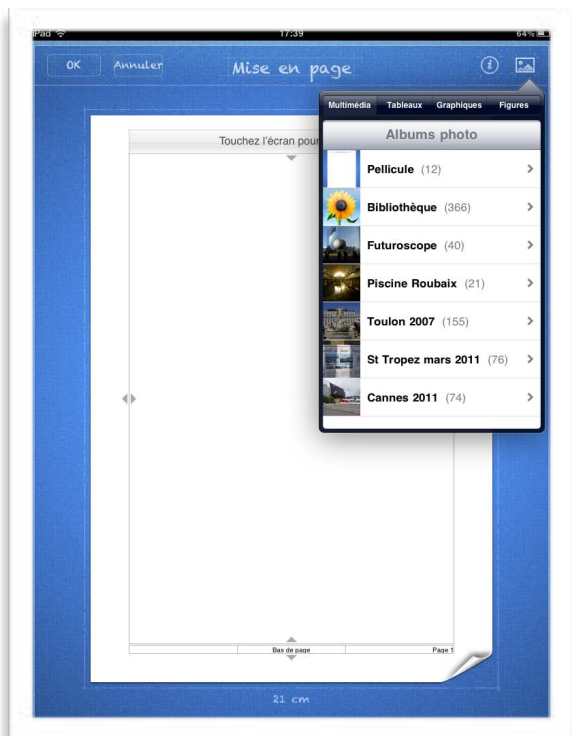 iPad 17:39 64%
OK Annuler Mise en page
Multimédia Tableaux Graphiques Figures
Albums photo
Touchez l'écran pour
Pellicule (12)
Bibliothèque (366)
Futuroscope (40)
Piscine Roubaix (21)
Toulon 2007 (155)
St Tropez mars 2011 (76)
Cannes 2011 (74)
Bas de page Page 1
21 cm